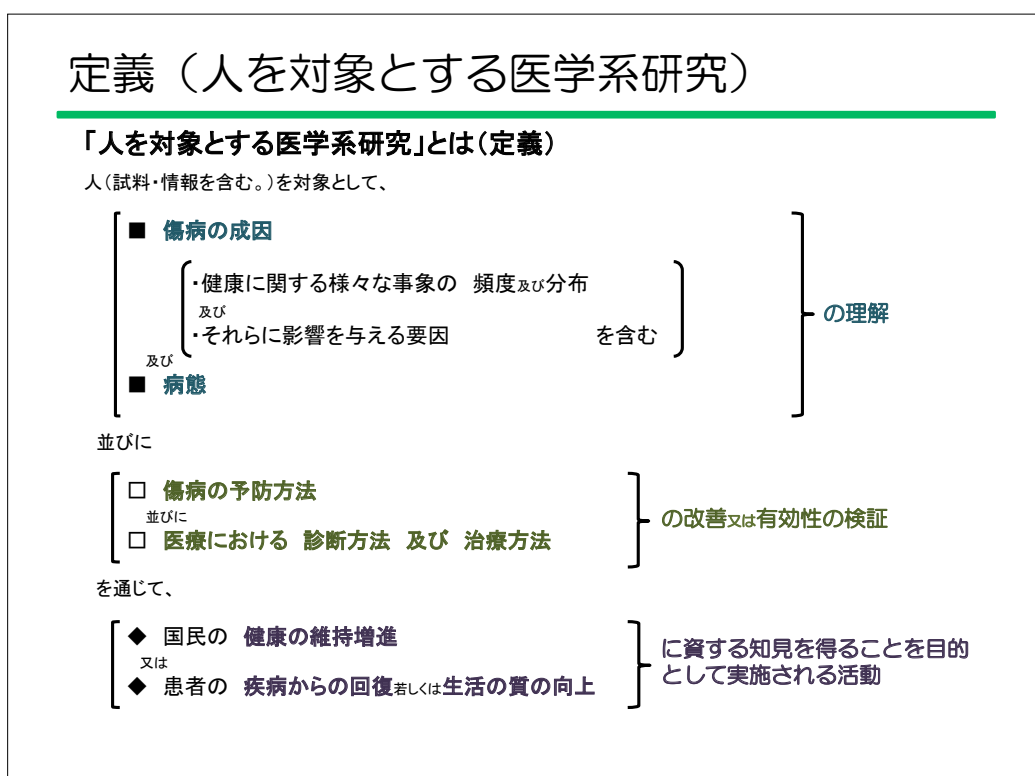 定義（人を対象とする医学系研究）
「人を対象とする医学系研究」とは（定義）
人（試料・情報を含む。）を対象として、
■ 傷病の成因
・健康に関する様々な事象の 頻度及び分布
及び
・それらに影響を与える要因 を含む
及び
■ 病態
の理解
並びに
□ 傷病の予防方法
並びに
□ 医療における 診断方法 及び 治療方法
の改善又は有効性の検証
を通じて、
◆ 国民の 健康の維持増進
又は
◆ 患者の 疾病からの回復若しくは生活の質の向上
に資する知見を得ることを目的
として実施される活動